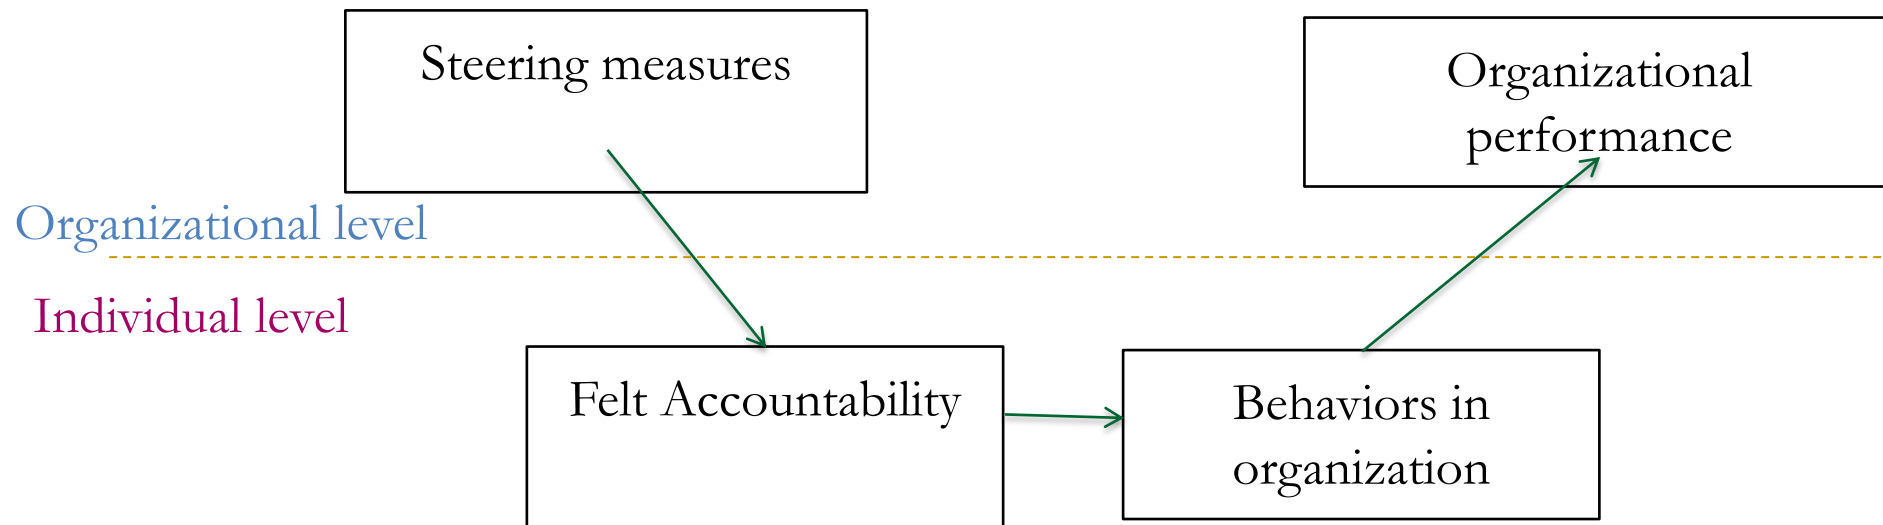 Steering measures
Organizational
performance
Organizational level
Individual level
Felt Accountability
Behaviors in
organization